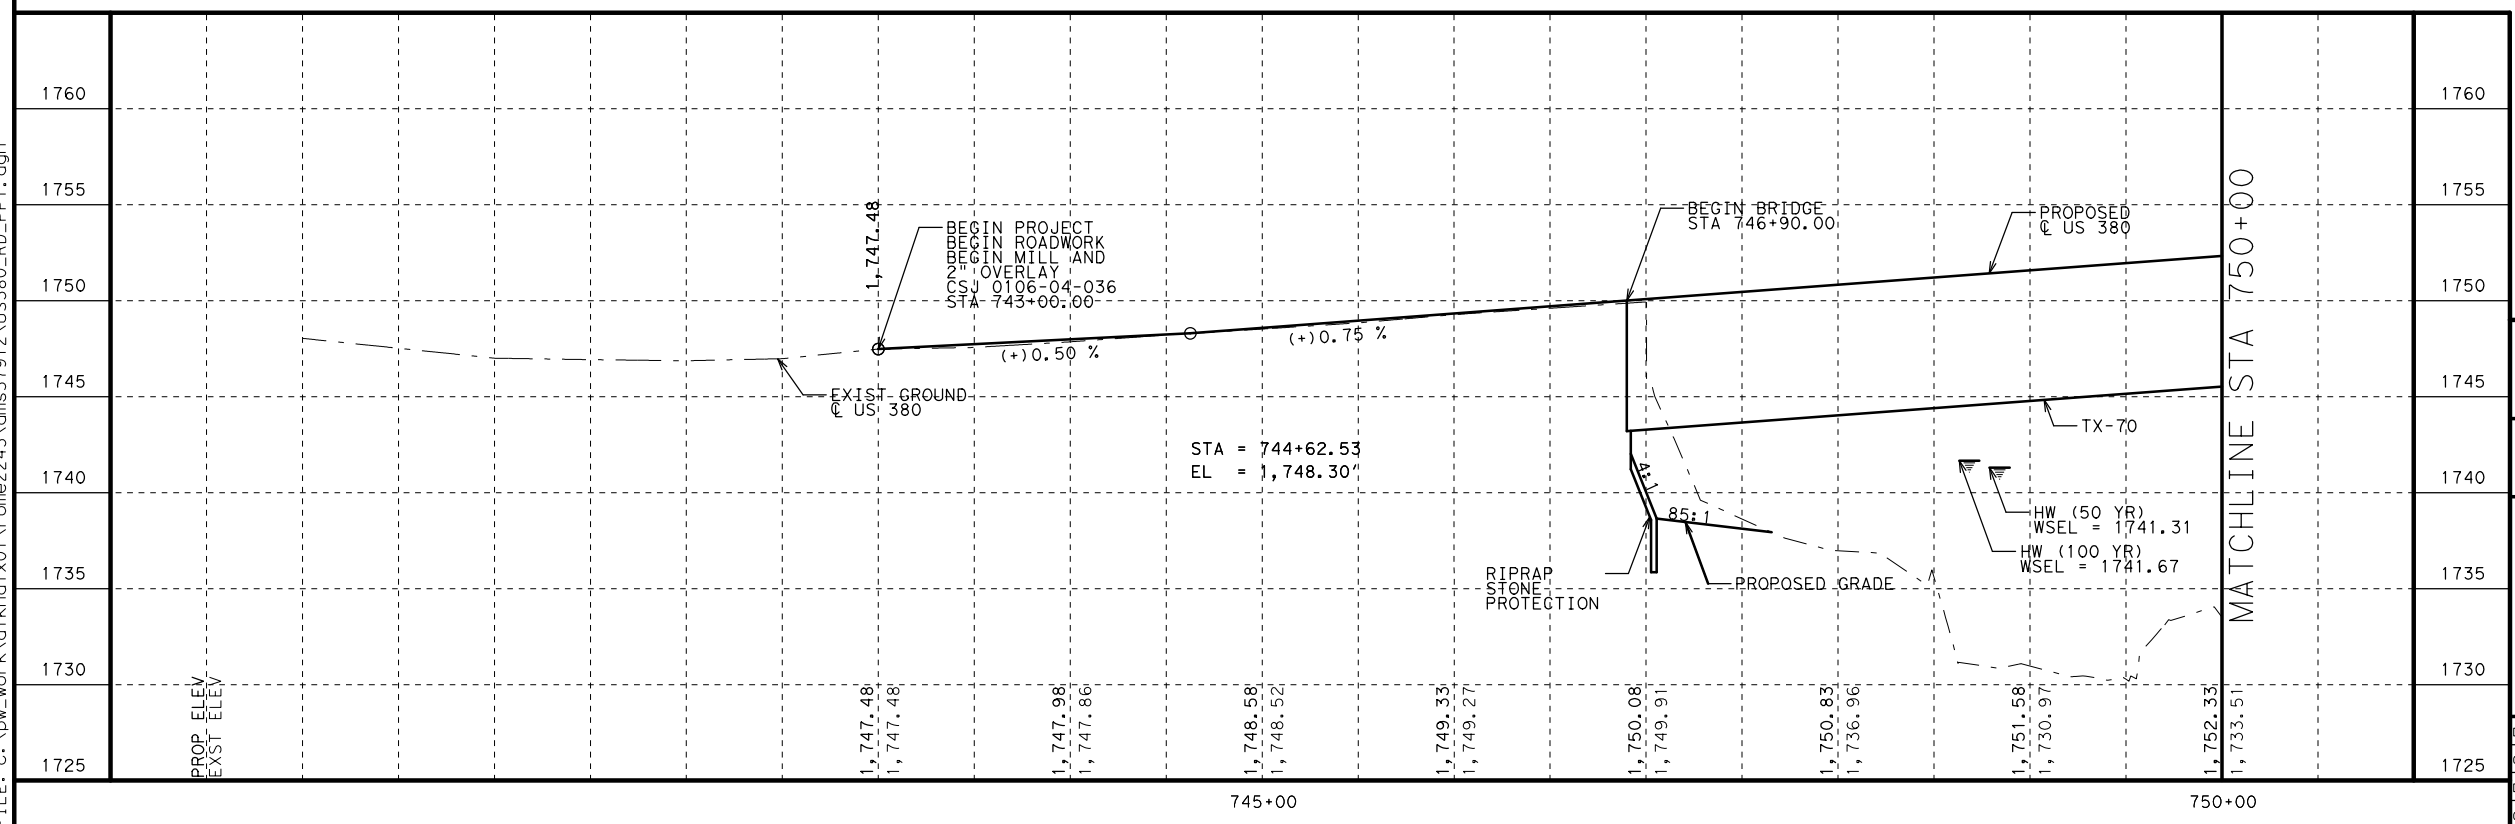 1760
1755
1750
1745
1740
1735
1730
1725
1760
1755
1750
1745
1740
1735
1730
1725
1,747.48
BEGIN PROJECT
BEGIN ROADWORK
BEGIN MILL AND
2" OVERLAY
CSJ 0106-04-036
STA 743+00.00
(+)0.50 %
(+)0.75 %
EXIST GROUND
℄ US 380
STA = 744+62.53
EL = 1,748.30'
BEGIN BRIDGE
STA 746+90.00
PROPOSED
℄ US 380
TX-70
4:1
85:1
HW (50 YR)
WSEL = 1741.31
HW (100 YR)
WSEL = 1741.67
RIPRAP
STONE
PROTECTION
PROPOSED GRADE
MATCHLINE STA 750+00
PROP ELEV
EXST ELEV
1,747.48
1,747.48
1,747.98
1,747.86
1,748.58
1,748.52
1,749.33
1,749.27
1,750.08
1,749.91
1,750.83
1,736.96
1,751.58
1,730.97
1,752.33
1,733.51
745+00
750+00